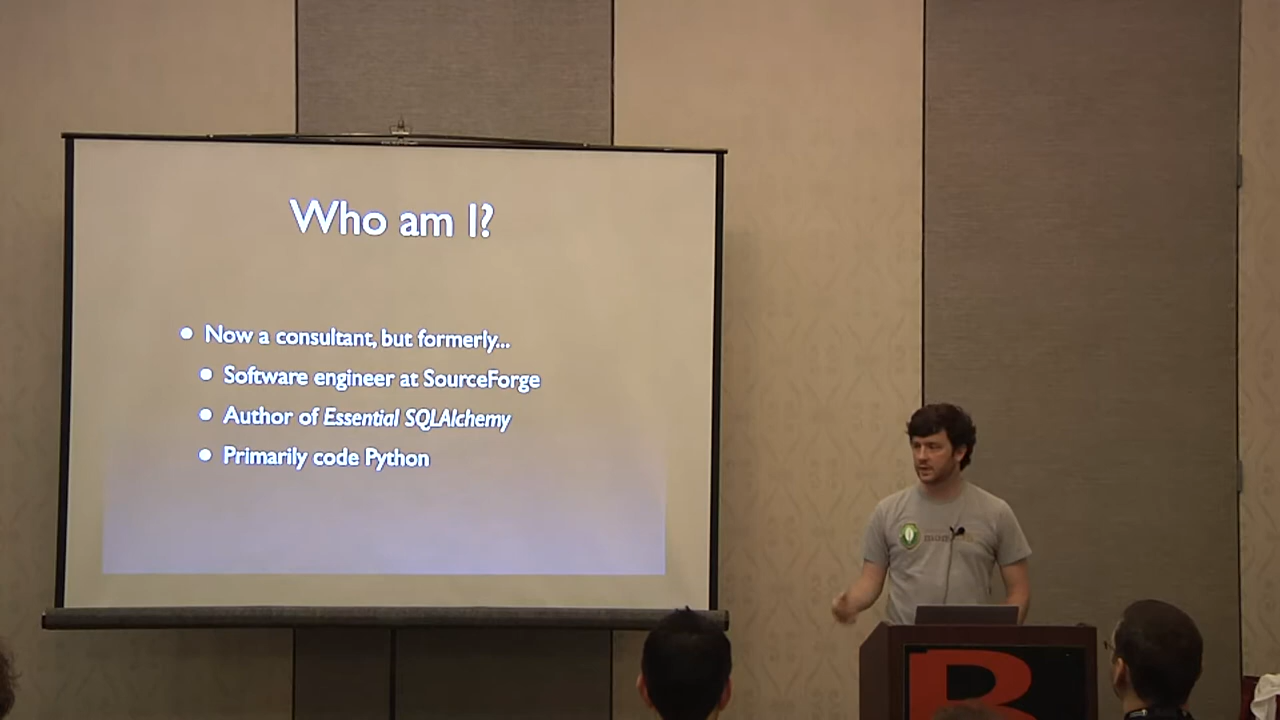 Who am I?
Now a consultant, but formerly...
Software engineer at SourceForge
Author of Essential SQLAlchemy
Primarily code Python
B